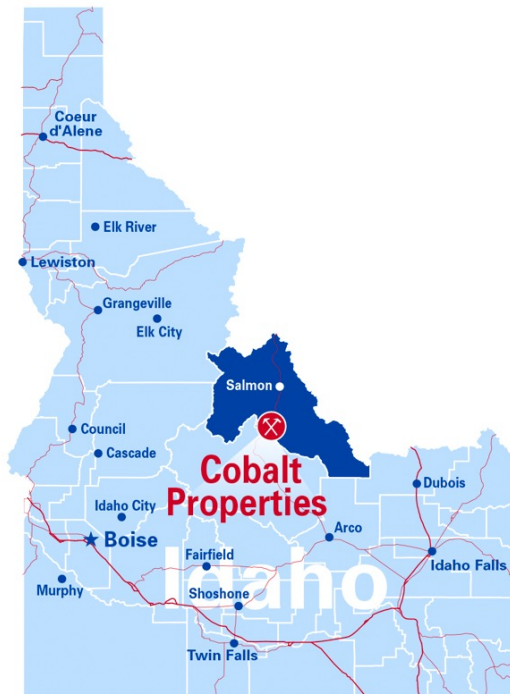 Coeur
d'Alene
Elk River
Lewiston
Grangeville
Elk City
Salmon
Council
Cascade
Cobalt
Properties
Dubois
Idaho City
Boise
Arco
Fairfield
Idaho Falls
Idaho
Murphy
Shoshone
Twin Falls